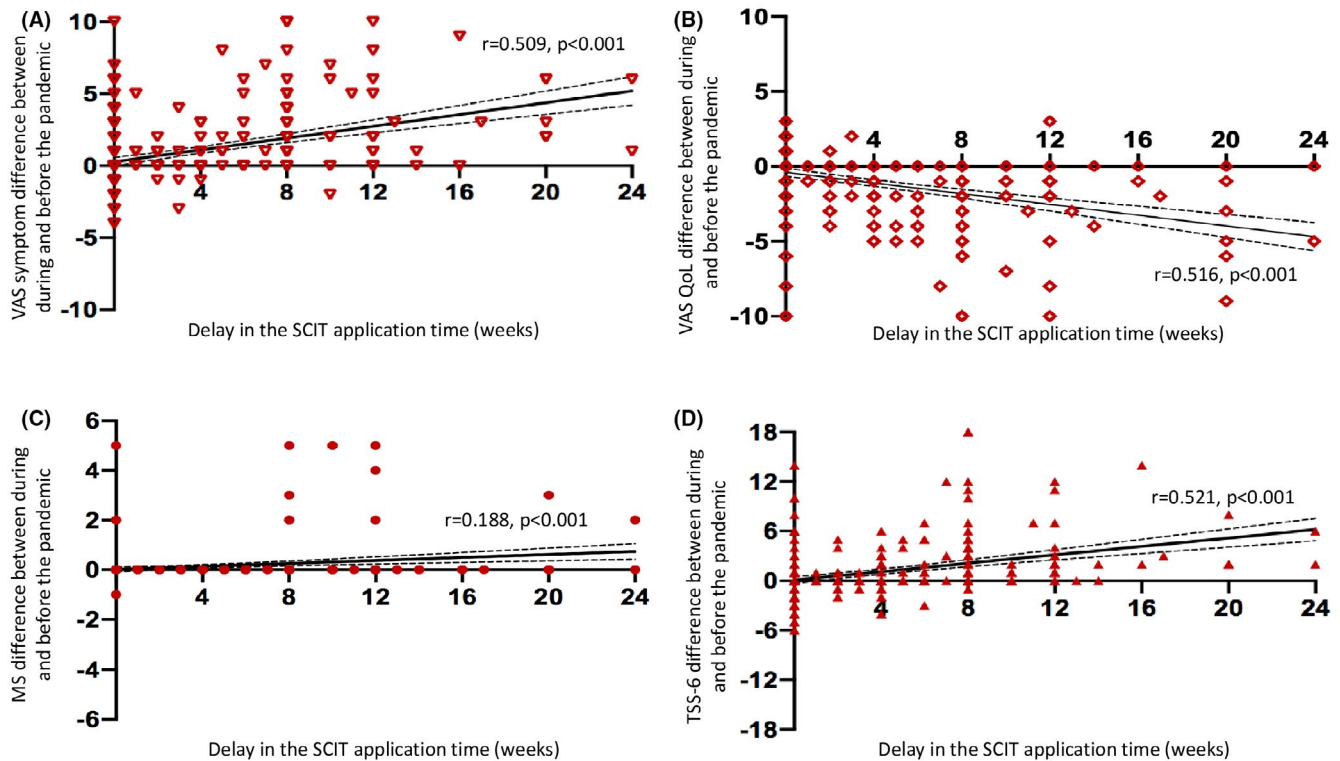 (A)
VAS symptom difference between
during and before the pandemic
10
5
0
-5
-10
4 8 12 16 20 24
r=0.509, p<0.001
Delay in the SCIT application time (weeks)
(B)
VAS QoL difference between during
and before the pandemic
10
5
0
-5
-10
4 8 12 16 20 24
r=0.516, p<0.001
Delay in the SCIT application time (weeks)
(C)
MS difference between during
and before the pandemic
6
4
2
0
-2
-4
-6
4 8 12 16 20 24
r=0.188, p<0.001
Delay in the SCIT application time (weeks)
(D)
TSS-6 difference between during
and before the pandemic
18
12
6
0
-6
-12
-18
4 8 12 16 20 24
r=0.521, p<0.001
Delay in the SCIT application time (weeks)